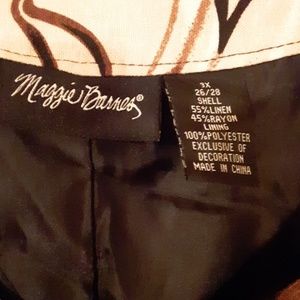 Maggie Barnes®
3X
26/28
SHELL
55%LINEN
45%RAYON
LINING
100%POLYESTER
EXCLUSIVE OF
DECORATION
MADE IN CHINA